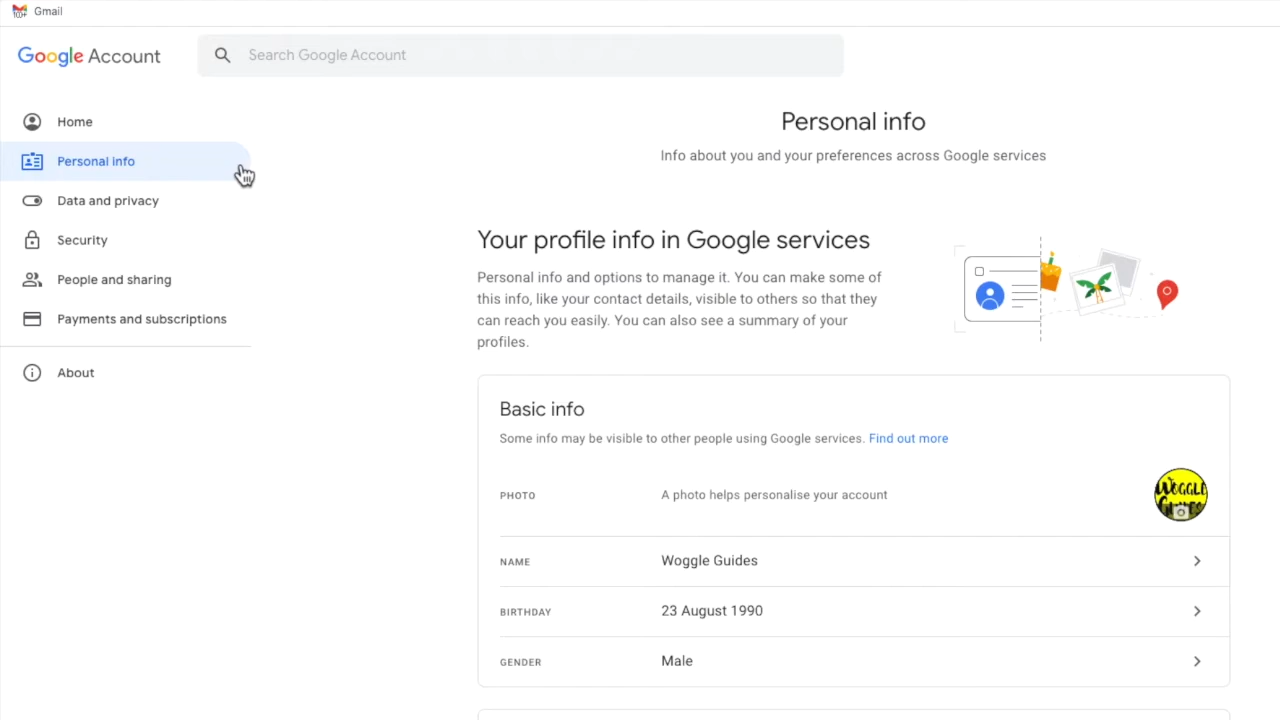 Gmail
Google Account
Search Google Account
Home
Personal info
Data and privacy
Security
People and sharing
Payments and subscriptions
About
Personal info
Info about you and your preferences across Google services
Your profile info in Google services
Personal info and options to manage it. You can make some of
this info, like your contact details, visible to others so that they
can reach you easily. You can also see a summary of your
profiles.
Basic info
Some info may be visible to other people using Google services. Find out more
PHOTO
A photo helps personalise your account
WOGGLE
NAME
Woggle Guides
BIRTHDAY
23 August 1990
GENDER
Male